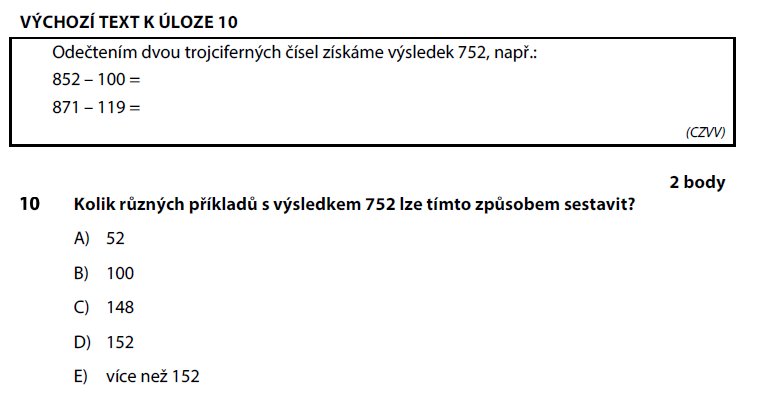 VÝCHOZÍ TEXT K ÚLOZE 10
Odečtením dvou trojciferných čísel získáme výsledek 752, např.:
852 – 100 =
871 – 119 =
(CZVV)
2 body
10 Kolik různých příkladů s výsledkem 752 lze tímto způsobem sestavit?
A) 52
B) 100
C) 148
D) 152
E) více než 152